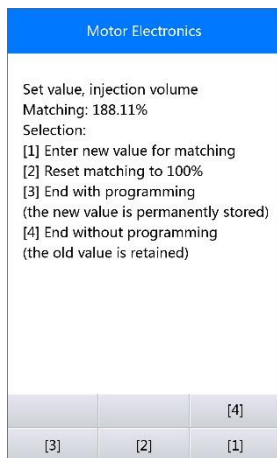 Motor Electronics
Set value, injection volume
Matching: 188.11%
Selection:
[1] Enter new value for matching
[2] Reset matching to 100%
[3] End with programming
(the new value is permanently stored)
[4] End without programming
(the old value is retained)
[4]
[3] [2] [1]